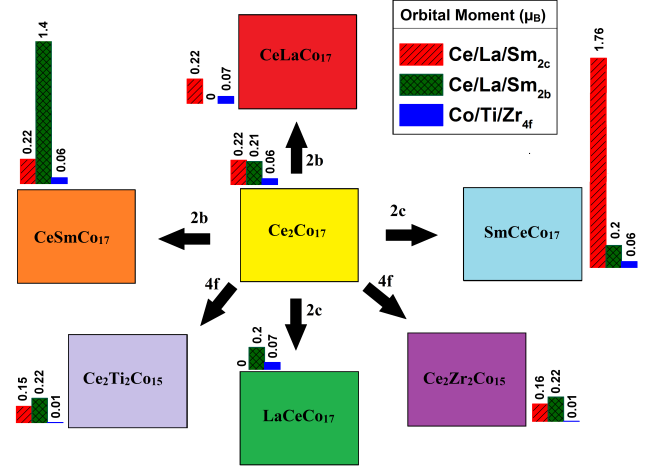 Orbital Moment (μB)
Ce/La/Sm2c
Ce/La/Sm2b
Co/Ti/Zr4f
0.22
0
0.07
CeLaCo17
1.76
0.2
0.06
SmCeCo17
0.22
1.4
0.06
CeSmCo17
0.22
0.21
0.06
Ce2Co17
2b
2b
2c
4f
4f
2c
0.15
0.22
0.01
Ce2Ti2Co15
0
0.2
0.07
LaCeCo17
Ce2Zr2Co15
0.16
0.22
0.01